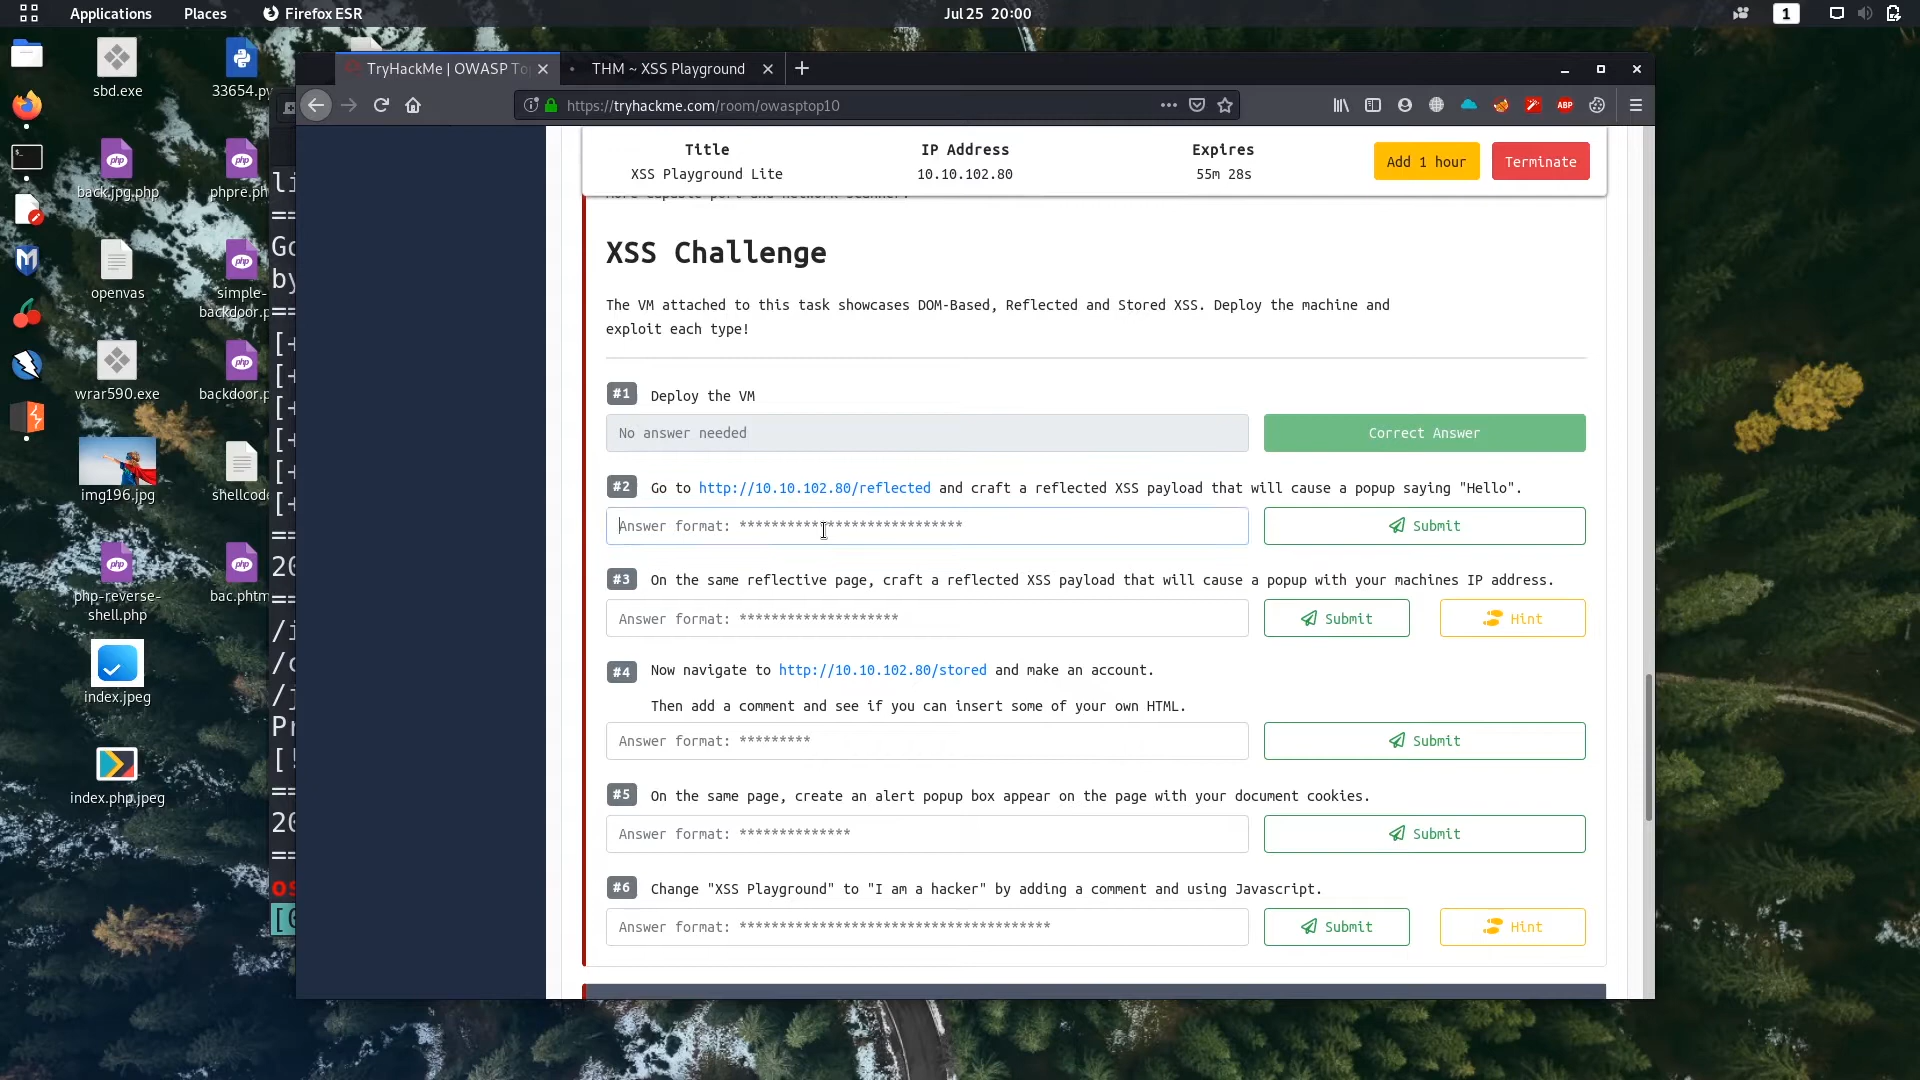 Applications
Places
Firefox ESR
Jul 25 20:00
1
TryHackMe | OWASP To
THM ~ XSS Playground
https://tryhackme.com/room/owasptop10
ABP
sbd.exe
33654.py
back.jpg.php
phpre.ph
openvas
simple-
backdoor.p
wrar590.exe
backdoor.p
img196.jpg
shellcode
php-reverse-
shell.php
bac.phtm
index.jpeg
index.php.jpeg
php
php
php
php
php
php
Title
IP Address
Expires
XSS Playground Lite
10.10.102.80
55m 28s
Add 1 hour
Terminate
XSS Challenge
The VM attached to this task showcases DOM-Based, Reflected and Stored XSS. Deploy the machine and
exploit each type!
#1 Deploy the VM
No answer needed
Correct Answer
#2 Go to http://10.10.102.80/reflected and craft a reflected XSS payload that will cause a popup saying "Hello".
Answer format: ****************************
Submit
#3 On the same reflective page, craft a reflected XSS payload that will cause a popup with your machines IP address.
Answer format: ********************
Submit
Hint
#4 Now navigate to http://10.10.102.80/stored and make an account.
Then add a comment and see if you can insert some of your own HTML.
Answer format: *********
Submit
#5 On the same page, create an alert popup box appear on the page with your document cookies.
Answer format: **************
Submit
#6 Change "XSS Playground" to "I am a hacker" by adding a comment and using Javascript.
Answer format: ***************************************
Submit
Hint